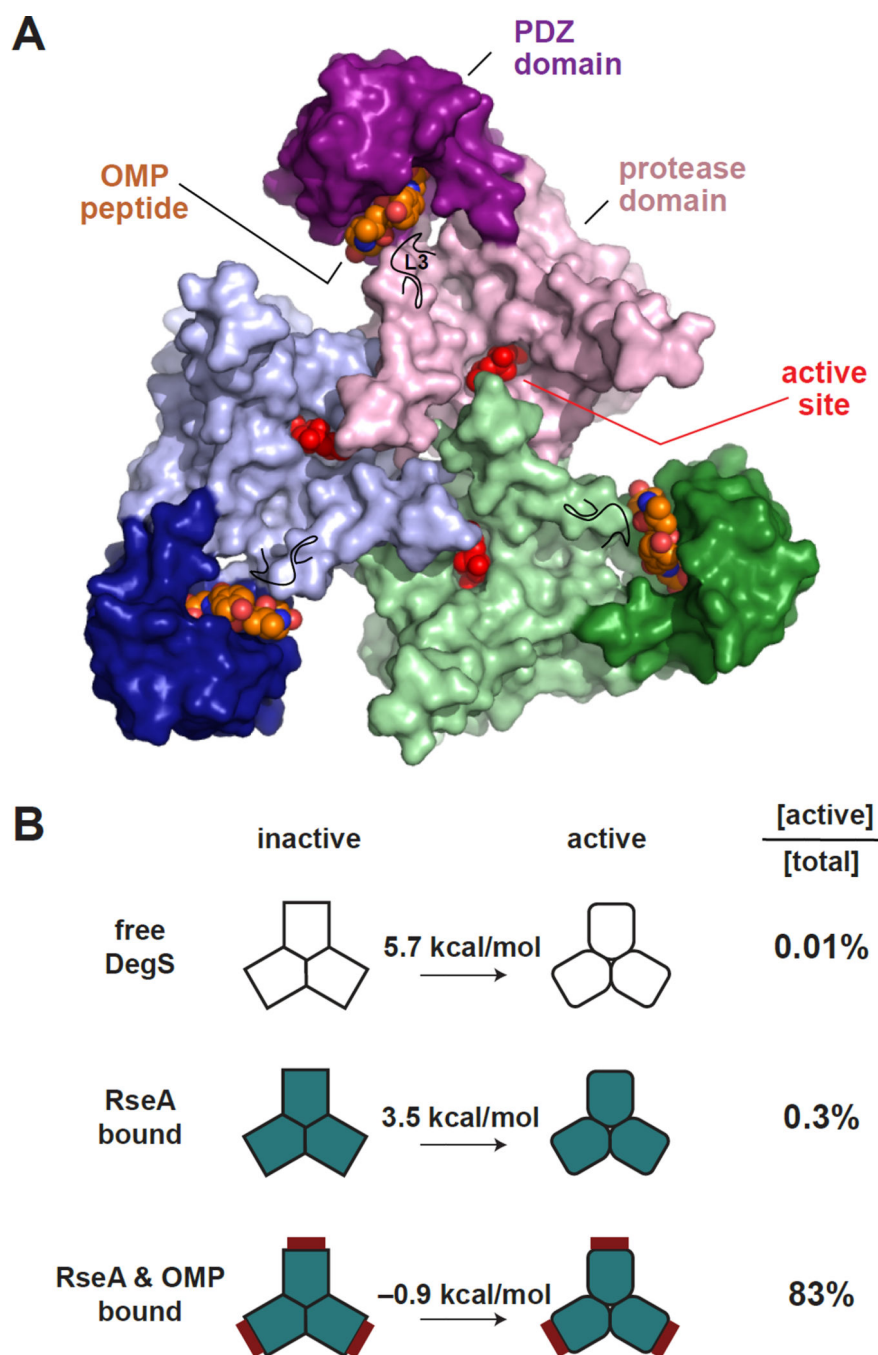 A
PDZ
domain
OMP
peptide
protease
domain
L3
active
site
B
inactive
active
[active]
[total]
free
DegS
5.7 kcal/mol
0.01%
RseA
bound
3.5 kcal/mol
0.3%
RseA & OMP
bound
–0.9 kcal/mol
83%